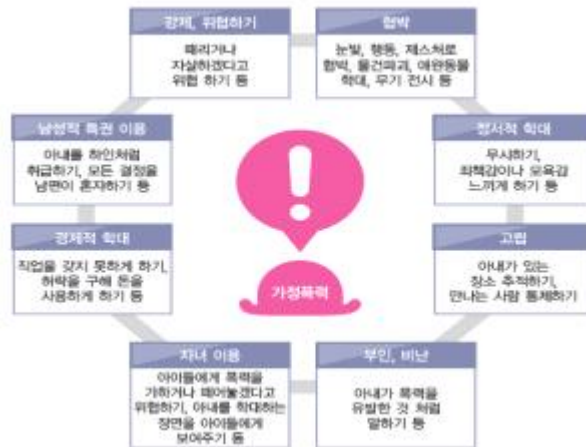 강제, 위협하기
때리거나
자살하겠다고
위협 하기 등
협박
눈빛, 행동, 제스처로
협박, 물건파괴, 애완동물
학대, 무기 전시 등
남성적 특권 이용
아내를 하인처럼
취급하기, 모든 결정을
남편이 혼자하기 등
정서적 학대
무시하기,
죄책감이나 모욕감
느끼게 하기 등
경제적 학대
직업을 갖지 못하게 하기,
허락을 구해 돈을
사용하게 하기 등
가정폭력
고립
아내가 있는
장소 추적하기,
만나는 사람 통제하기
자녀 이용
아이들에게 폭력을
가하거나 떼어놓겠다고
위협하기, 아내를 학대하는
장면을 아이들에게
보여주기 등
부인, 비난
아내가 폭력을
유발한 것 처럼
말하기 등